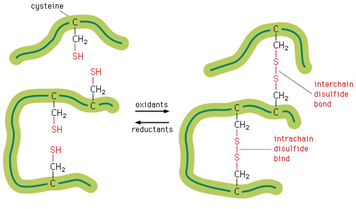 cysteine
C
CH₂
SH
SH
CH₂
C
C
CH₂
SH
SH
CH₂
C
oxidants
reductants
C
CH₂
S
S
CH₂
C
interchain
disulfide
bond
C
CH₂
S
S
CH₂
C
intrachain
disulfide
bind